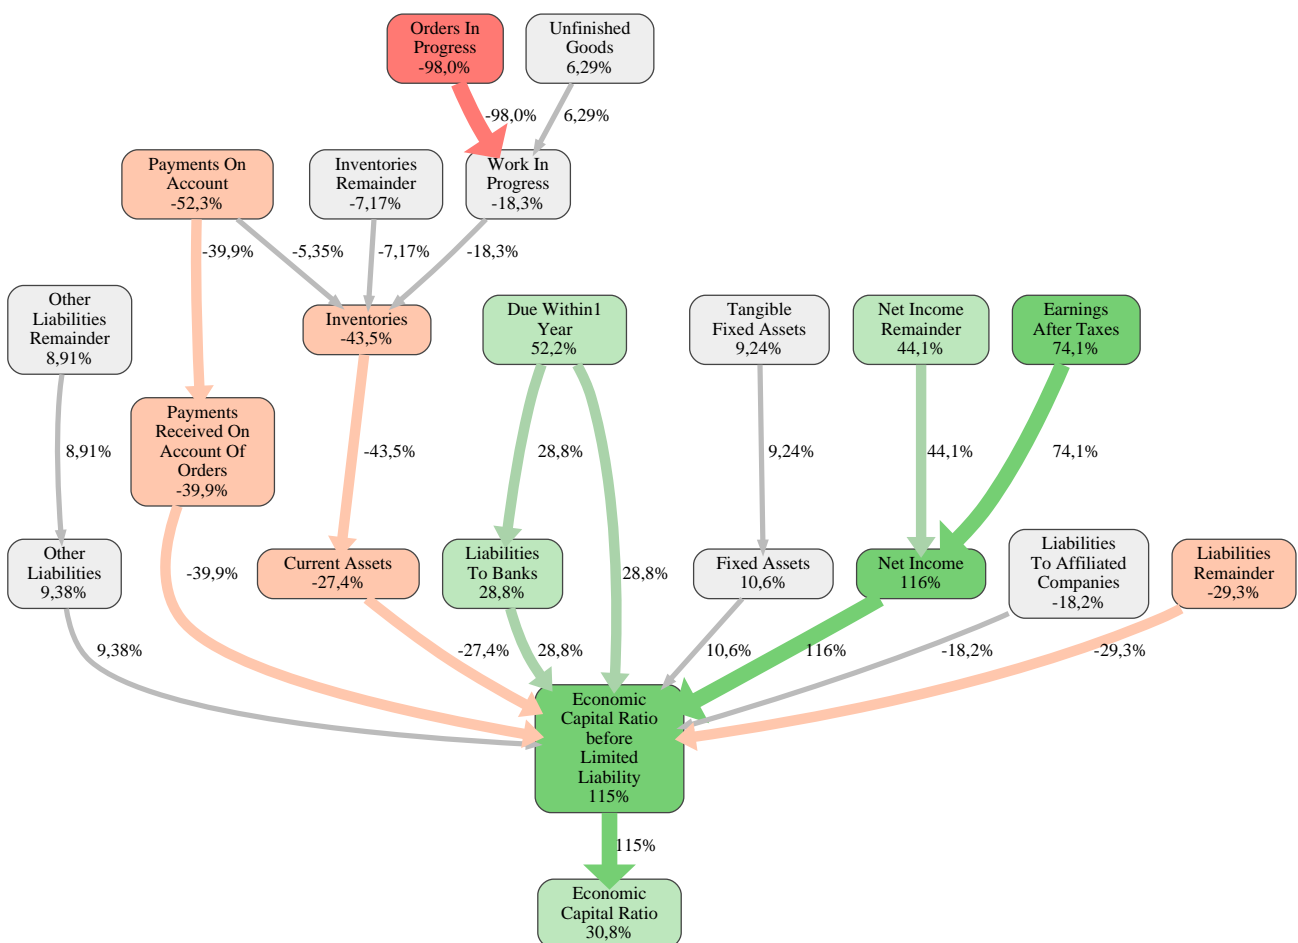 Orders In
Progress
-98,0%
Unfinished
Goods
6,29%
-98,0%
6,29%
Payments On
Account
-52,3%
Inventories
Remainder
-7,17%
Work In
Progress
-18,3%
-39,9%
-5,35%
-7,17%
-18,3%
Other
Liabilities
Remainder
8,91%
Inventories
-43,5%
Due Within1
Year
52,2%
Tangible
Fixed Assets
9,24%
Net Income
Remainder
44,1%
Earnings
After Taxes
74,1%
Payments
Received On
Account Of
Orders
-39,9%
8,91%
-43,5%
28,8%
9,24%
44,1%
74,1%
Other
Liabilities
9,38%
Current Assets
-27,4%
Liabilities
To Banks
28,8%
Fixed Assets
10,6%
Net Income
116%
Liabilities
To Affiliated
Companies
-18,2%
Liabilities
Remainder
-29,3%
-39,9%
28,8%
9,38%
-27,4%
28,8%
10,6%
116%
-18,2%
-29,3%
Economic
Capital Ratio
before
Limited
Liability
115%
115%
Economic
Capital Ratio
30,8%